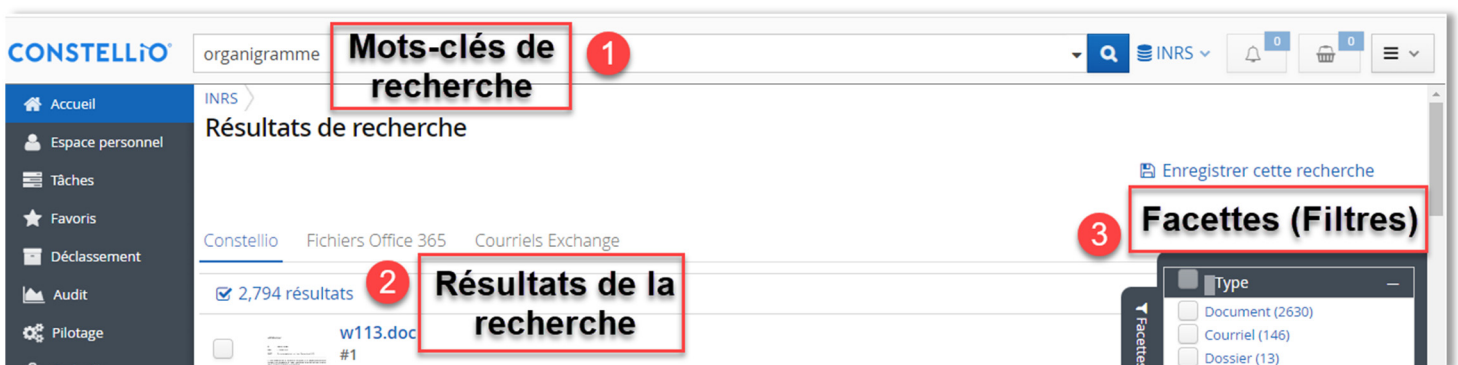 CONSTELLiO
organigramme
Mots-clés de
recherche
1
INRS
0
0
Accueil
Espace personnel
Tâches
Favoris
Déclassement
Audit
Pilotage
INRS
Résultats de recherche
Enregistrer cette recherche
3
Facettes (Filtres)
Constellio Fichiers Office 365 Courriels Exchange
2,794 résultats
2
Résultats de la
recherche
w113.doc
#1
Facettes
Type
Document (2630)
Courriel (146)
Dossier (13)